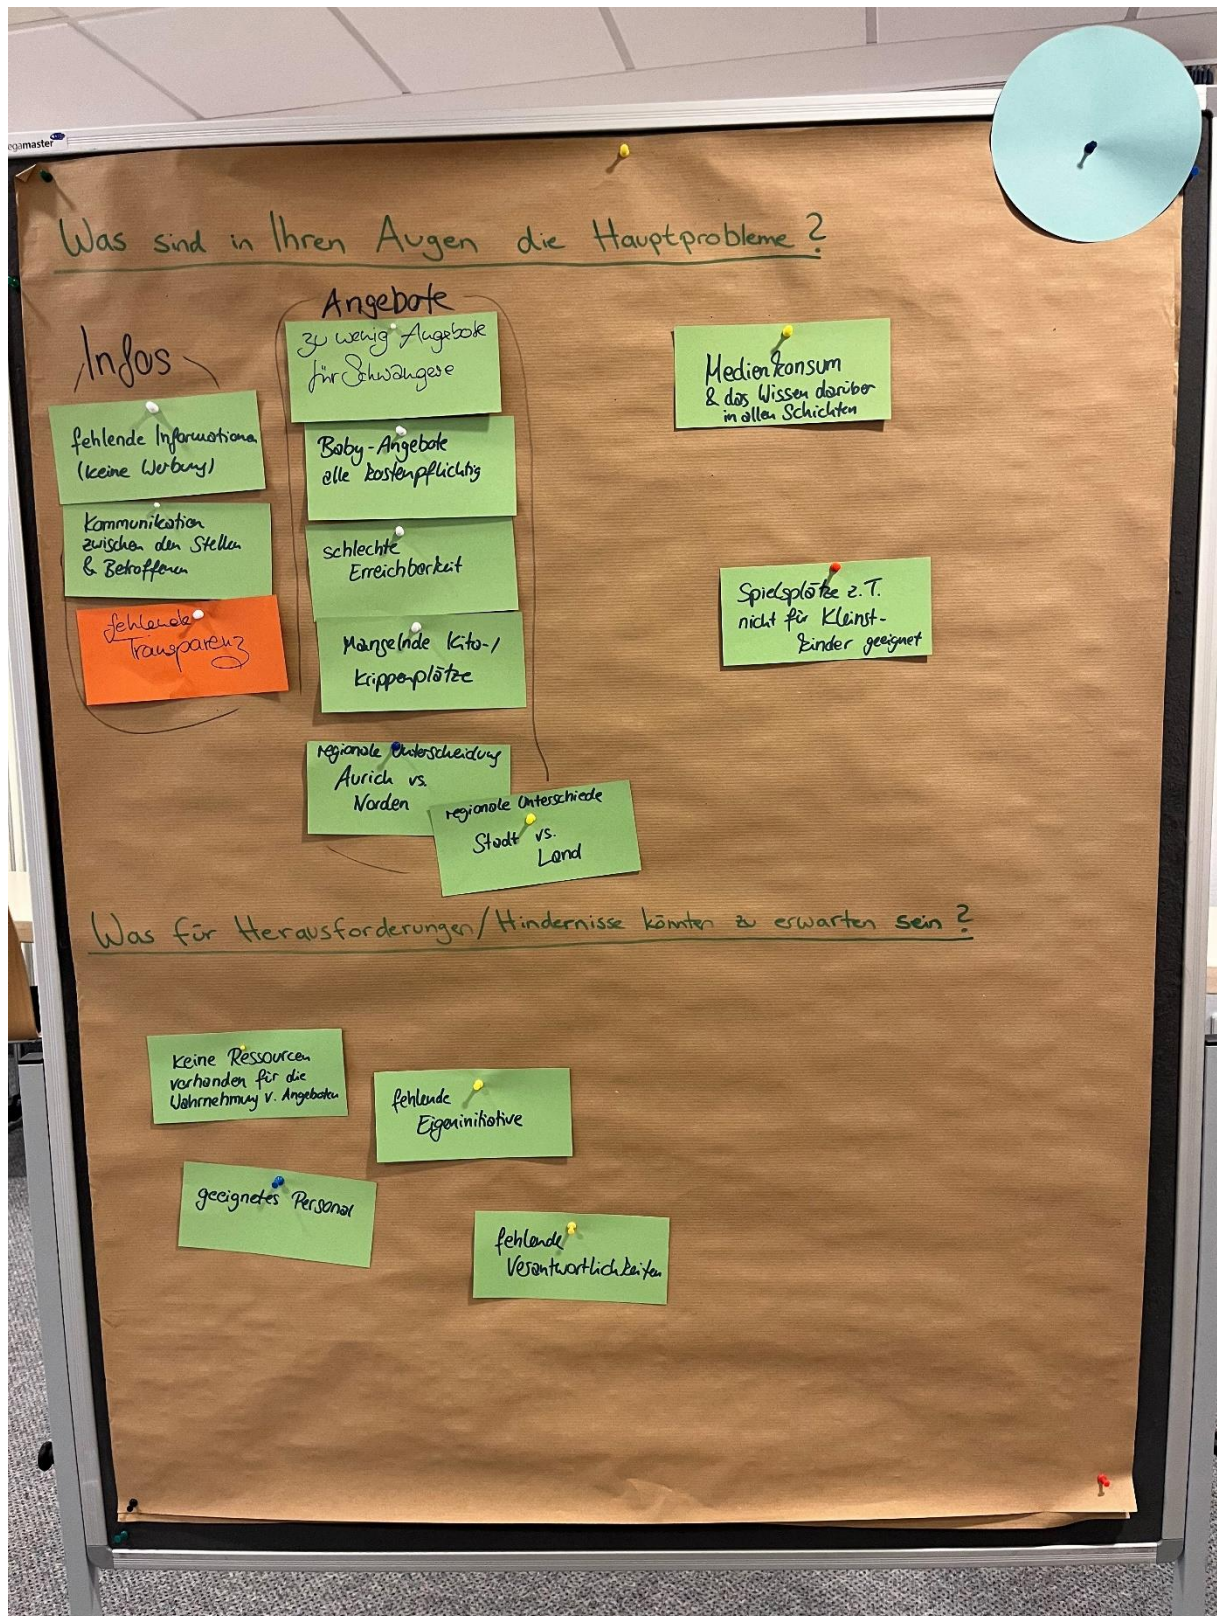 egamaster
Was sind in Ihren Augen die Hauptprobleme?
Infos
fehlende Informationen
(keine Werbung)
Kommunikation
zwischen den Stellen
& Betroffenen
fehlende
Transparenz
Angebote
zu wenig Angebote
für Schwangere
Baby-Angebote
alle kostenpflichtig
schlechte
Erreichbarkeit
Mangelnde Kita-/
Krippenplätze
regionale Unterscheidung
Aurich vs.
Norden
regionale Unterschiede
Stadt vs.
Land
Medienkonsum
& das Wissen darüber
in allen Schichten
Spielsplätze z.T.
nicht für Kleinst-
kinder geeignet
Was für Herausforderungen/Hindernisse könnten zu erwarten sein?
keine Ressourcen
vorhanden für die
Wahrnehmung v. Angeboten
fehlende
Eigeninitiative
geeignetes Personal
fehlende
Verantwortlichkeiten